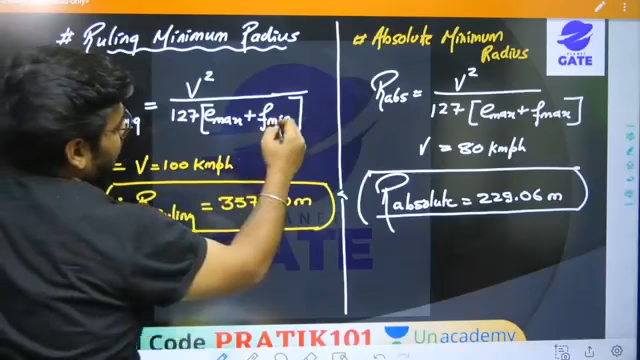 # Ruling Minimum Radius
V²
= 127 [emax + fmax]
= V = 100 Kmph
= 357 m
# Absolute Minimum
Radius
Rabs = V²
127 [emax + fmax]
V = 80 Kmph
Rabsolute = 229.06 m
PLANET
GATE
Code PRATIK101 Unacademy